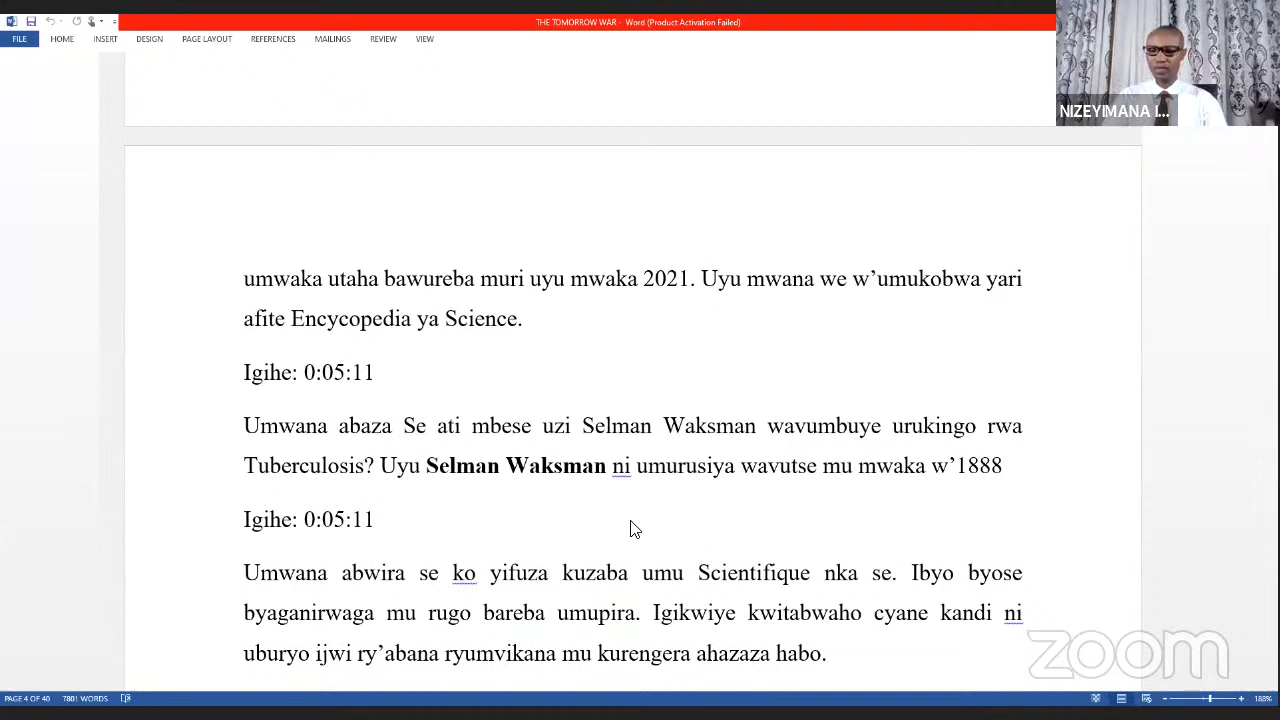 THE TOMORROW WAR - Word (Product Activation Failed)
FILE HOME INSERT DESIGN PAGE LAYOUT REFERENCES MAILINGS REVIEW VIEW
NIZEYIMANA I...
umwaka utaha bawureba muri uyu mwaka 2021. Uyu mwana we w’umukobwa yari
afite Encycopedia ya Science.
Igihe: 0:05:11
Umwana abaza Se ati mbese uzi Selman Waksman wavumbuye urukingo rwa
Tuberculosis? Uyu Selman Waksman ni umurusiya wavutse mu mwaka w’1888
Igihe: 0:05:11
Umwana abwira se ko yifuza kuzaba umu Scientifique nka se. Ibyo byose
byaganirwaga mu rugo bareba umupira. Igikwiye kwitabwaho cyane kandi ni
uburyo ijwi ry’abana ryumvikana mu kurengera ahazaza habo.
zoom
PAGE 4 OF 40 7801 WORDS 188%